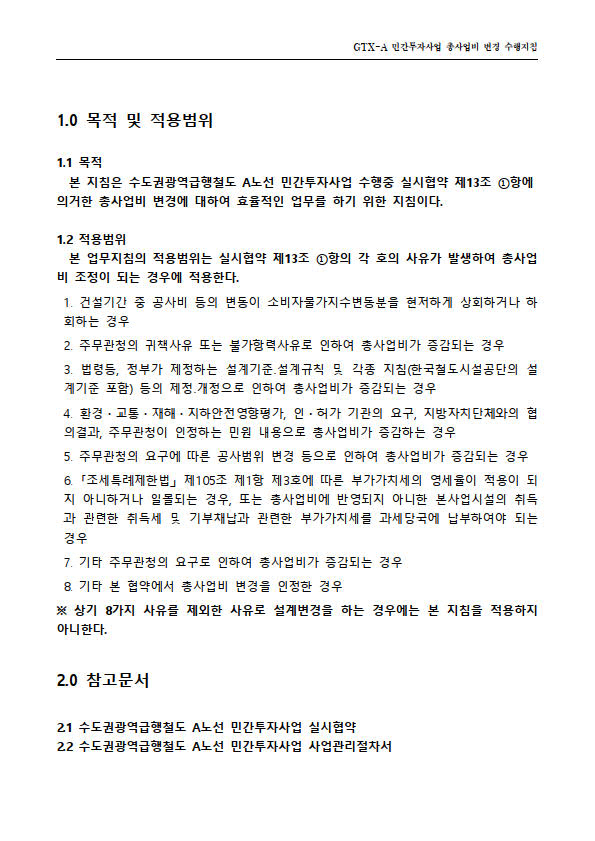 GTX-A 민간투자사업 총사업비 변경 수행지침
1.0 목적 및 적용범위
1.1 목적
본 지침은 수도권광역급행철도 A노선 민간투자사업 수행중 실시협약 제13조 ①항에
의거한 총사업비 변경에 대하여 효율적인 업무를 하기 위한 지침이다.
1.2 적용범위
본 업무지침의 적용범위는 실시협약 제13조 ①항의 각 호의 사유가 발생하여 총사업
비 조정이 되는 경우에 적용한다.
1. 건설기간 중 공사비 등의 변동이 소비자물가지수변동분을 현저하게 상회하거나 하
회하는 경우
2. 주무관청의 귀책사유 또는 불가항력사유로 인하여 총사업비가 증감되는 경우
3. 법령등, 정부가 제정하는 설계기준.설계규칙 및 각종 지침(한국철도시설공단의 설
계기준 포함) 등의 제정.개정으로 인하여 총사업비가 증감되는 경우
4. 환경·교통·재해·지하안전영향평가, 인·허가 기관의 요구, 지방자치단체와의 협
의결과, 주무관청이 인정하는 민원 내용으로 총사업비가 증감하는 경우
5. 주무관청의 요구에 따른 공사범위 변경 등으로 인하여 총사업비가 증감되는 경우
6. 「조세특례제한법」 제105조 제1항 제3호에 따른 부가가치세의 영세율이 적용이 되
지 아니하거나 일몰되는 경우, 또는 총사업비에 반영되지 아니한 본사업시설의 취득
과 관련한 취득세 및 기부채납과 관련한 부가가치세를 과세당국에 납부하여야 되는
경우
7. 기타 주무관청의 요구로 인하여 총사업비가 증감되는 경우
8. 기타 본 협약에서 총사업비 변경을 인정한 경우
※ 상기 8가지 사유를 제외한 사유로 설계변경을 하는 경우에는 본 지침을 적용하지
아니한다.
2.0 참고문서
2.1 수도권광역급행철도 A노선 민간투자사업 실시협약
2.2 수도권광역급행철도 A노선 민간투자사업 사업관리절차서